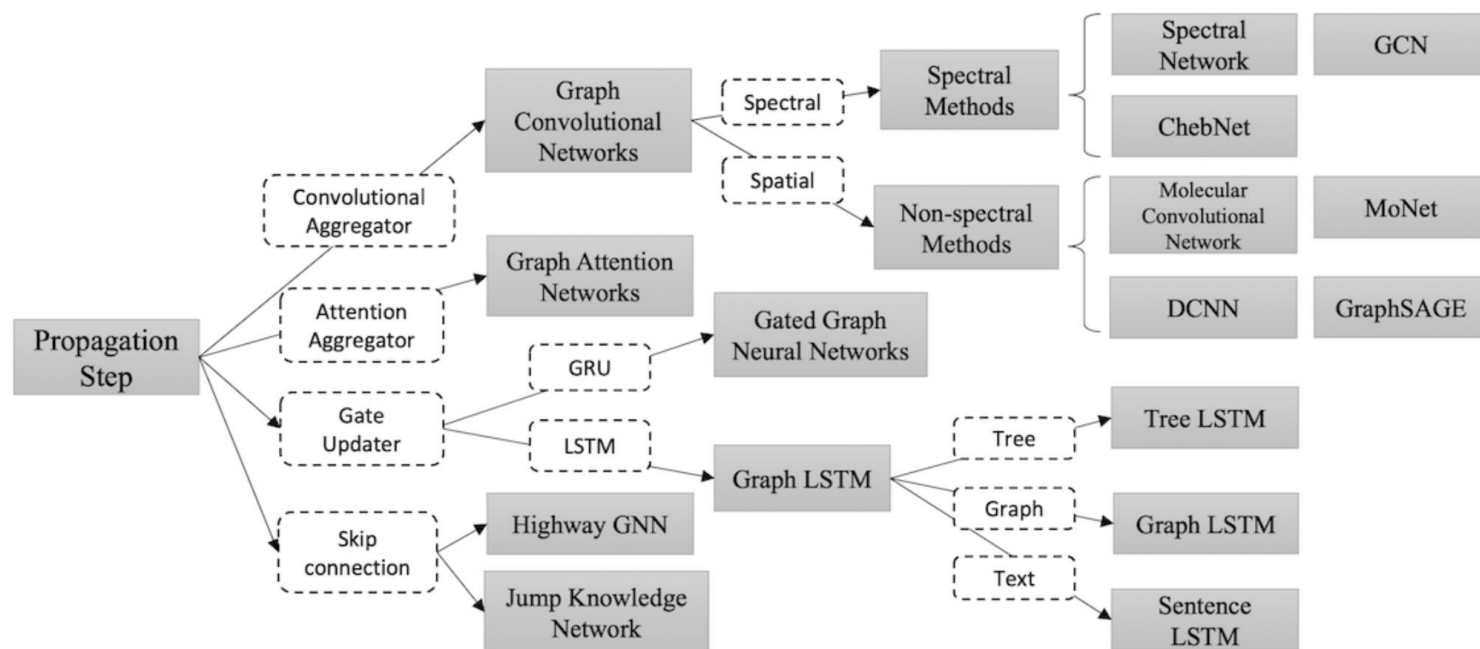 Propagation
Step
Convolutional
Aggregator
Attention
Aggregator
Gate
Updater
Skip
connection
Graph
Convolutional
Networks
Graph Attention
Networks
GRU
LSTM
Highway GNN
Jump Knowledge
Network
Spectral
Spatial
Gated Graph
Neural Networks
Graph LSTM
Spectral
Methods
Non-spectral
Methods
Tree
Graph
Text
Spectral
Network
GCN
ChebNet
Molecular
Convolutional
Network
MoNet
DCNN
GraphSAGE
Tree LSTM
Graph LSTM
Sentence
LSTM